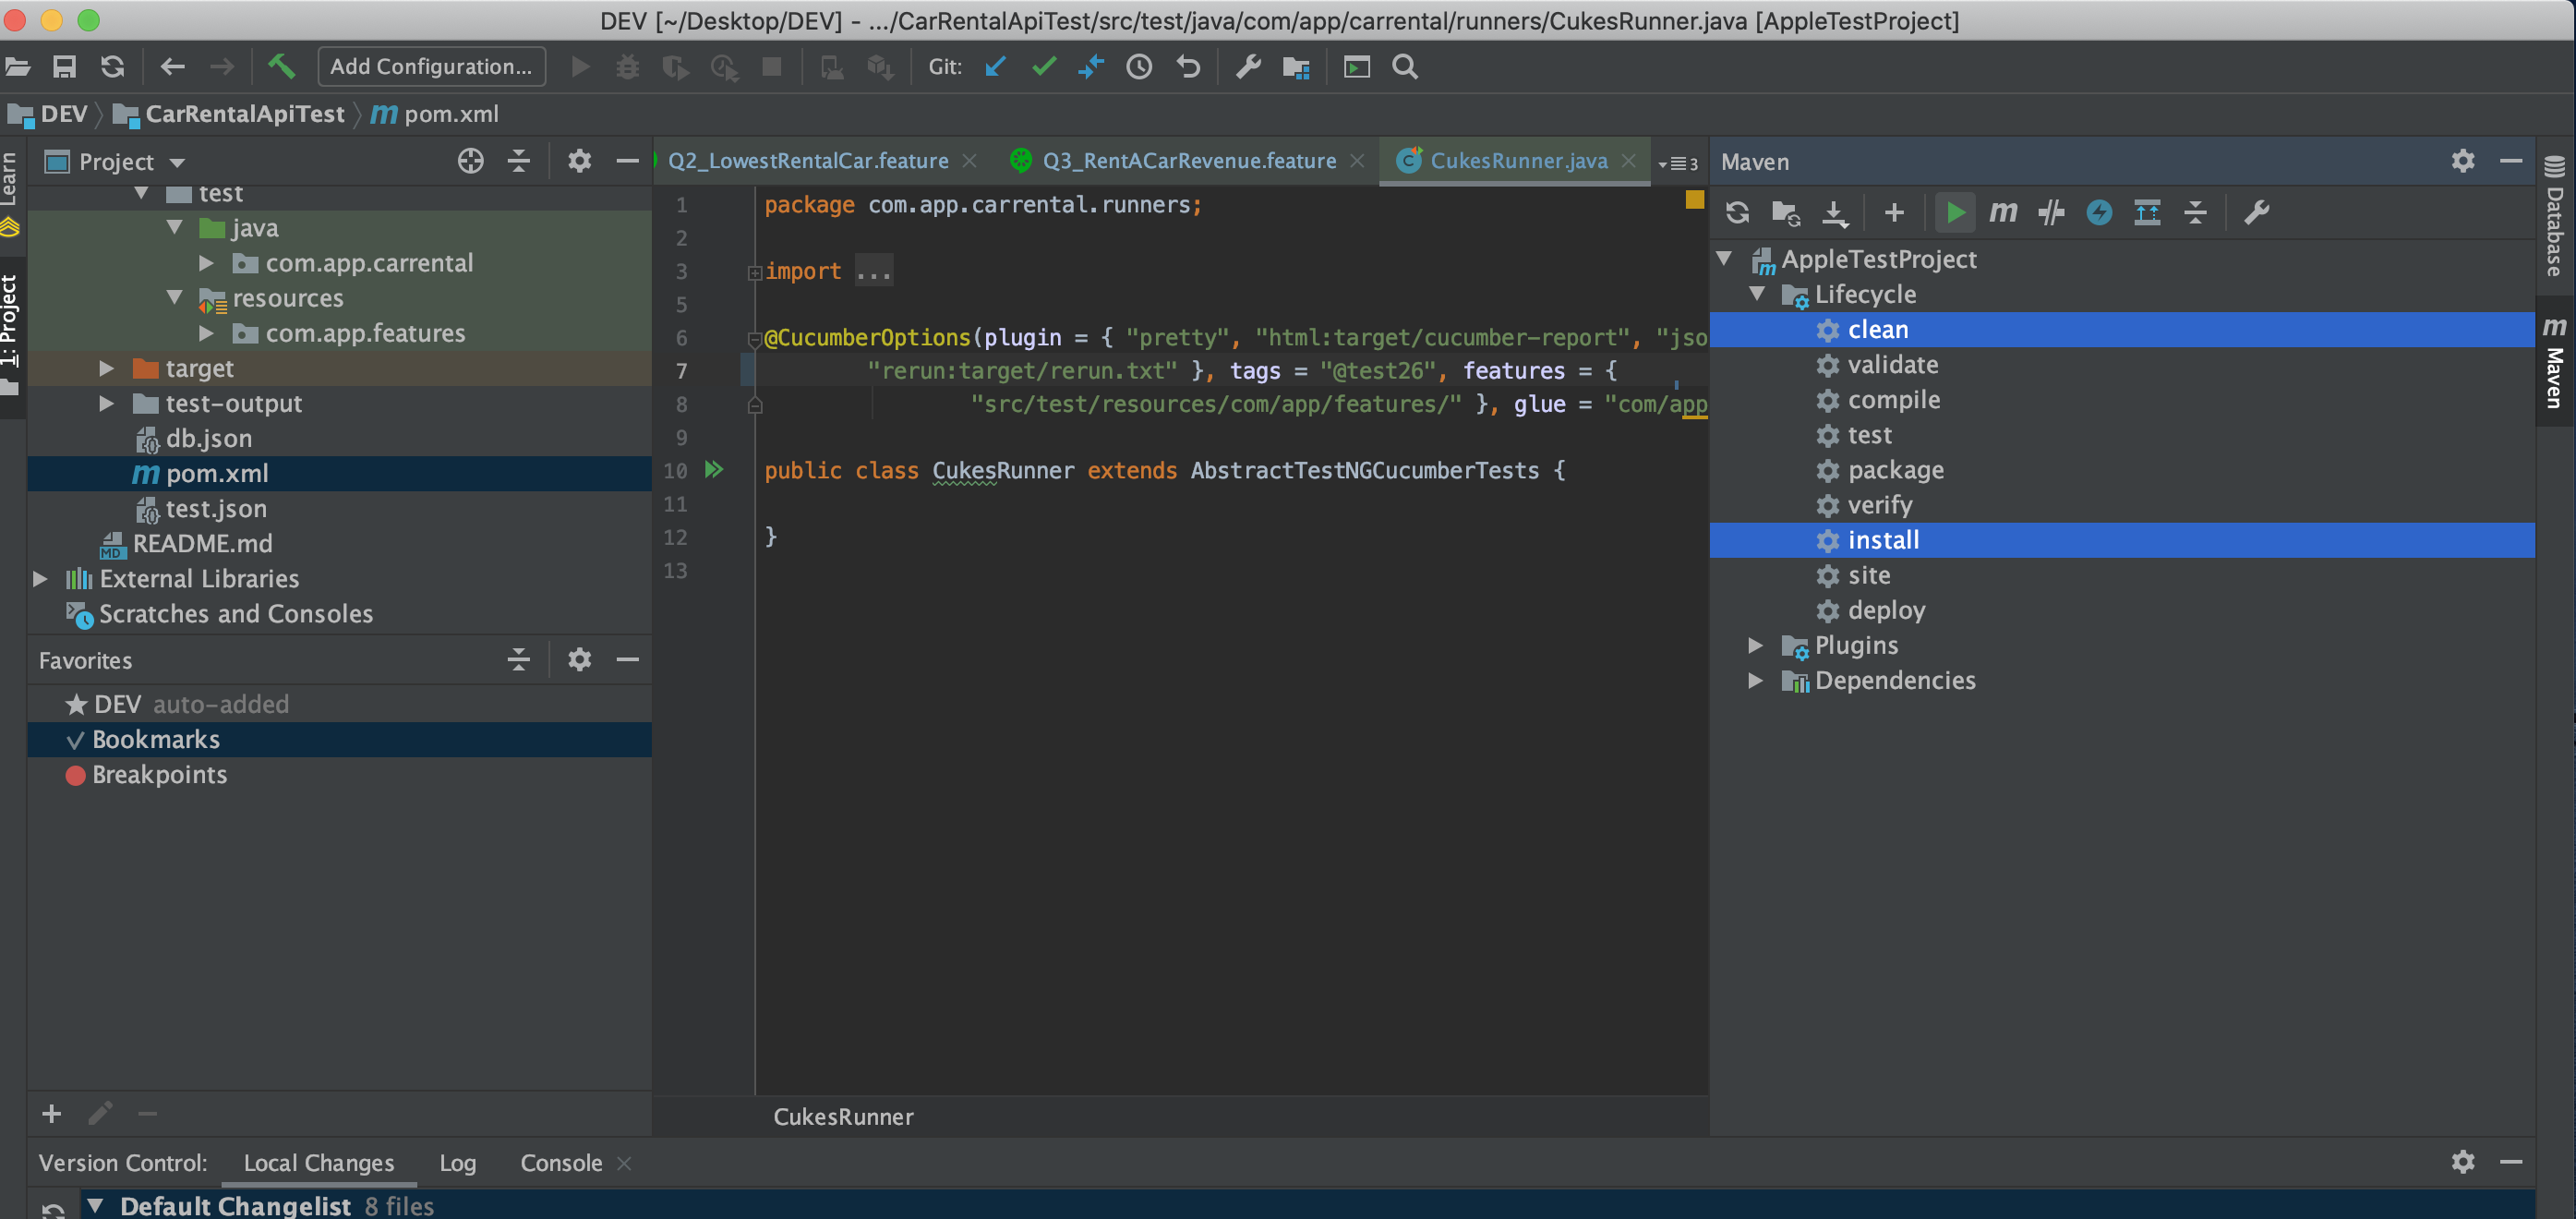 DEV [~/Desktop/DEV] - .../CarRentalApiTest/src/test/java/com/app/carrental/runners/CukesRunner.java [AppleTestProject]
Add Configuration...
Git:
DEV
CarRentalApiTest
m pom.xml
Learn
1: Project
Project
test
java
com.app.carrental
resources
com.app.features
target
test-output
db.json
m pom.xml
test.json
MD README.md
External Libraries
Scratches and Consoles
Favorites
DEV auto-added
Bookmarks
Breakpoints
Q2_LowestRentalCar.feature
Q3_RentACarRevenue.feature
C CukesRunner.java
3
1 package com.app.carrental.runners;
2
3 import ...
5
6 @CucumberOptions(plugin = { "pretty", "html:target/cucumber-report", "jso
7 "rerun:target/rerun.txt" }, tags = "@test26", features = {
8 "src/test/resources/com/app/features/" }, glue = "com/app
9
10 public class CukesRunner extends AbstractTestNGCucumberTests {
11
12 }
13
CukesRunner
Maven
m
m AppleTestProject
Lifecycle
clean
validate
compile
test
package
verify
install
site
deploy
Plugins
Dependencies
Database
m Maven
Version Control:
Local Changes
Log
Console
Default Changelist 8 files